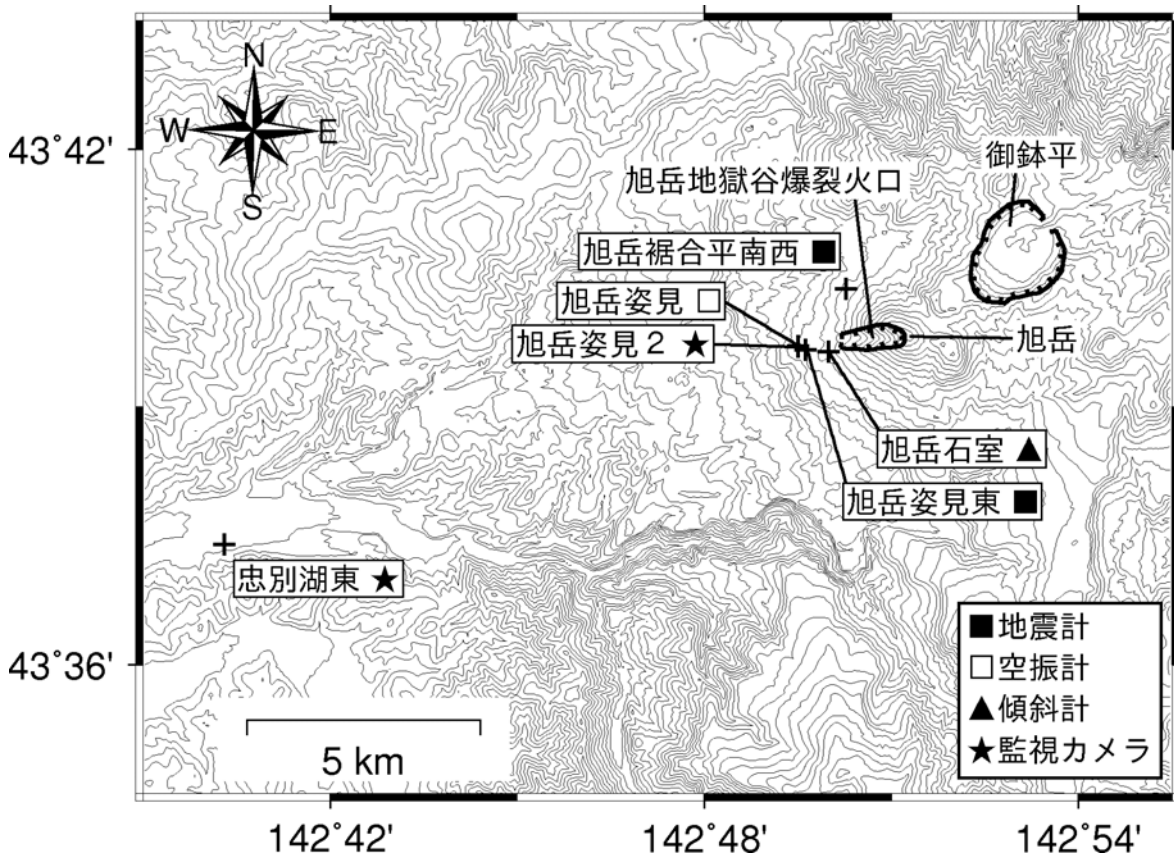 N
W E
S
43°42'
御鉢平
旭岳地獄谷爆裂火口
旭岳裾合平南西 ■
旭岳姿見 □
旭岳姿見２ ★
旭岳
旭岳石室 ▲
旭岳姿見東 ■
忠別湖東 ★
43°36'
■地震計
□空振計
▲傾斜計
★監視カメラ
5 km
142°42' 142°48' 142°54'